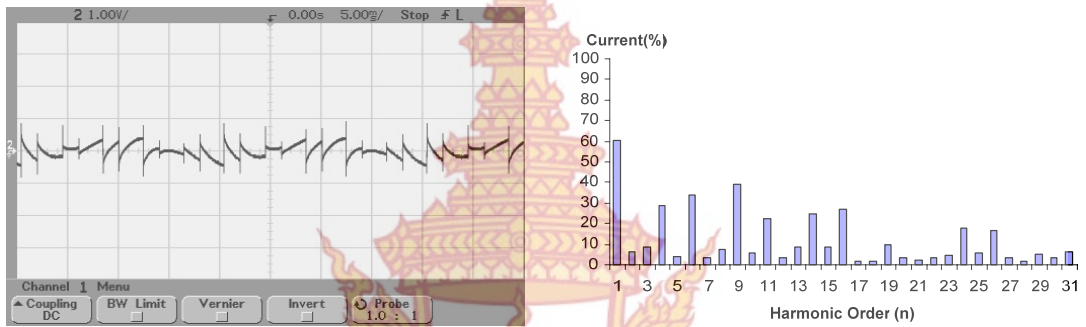 2 1.00V/ 0.00s 5.00ms/ Stop L
2
Channel 1 Menu
Coupling BW Limit Vernier Invert Probe
DC 1.0 : 1
Current(%)
100
90
80
70
60
50
40
30
20
10
0
1 3 5 7 9 11 13 15 17 19 21 23 25 27 29 31
Harmonic Order (n)